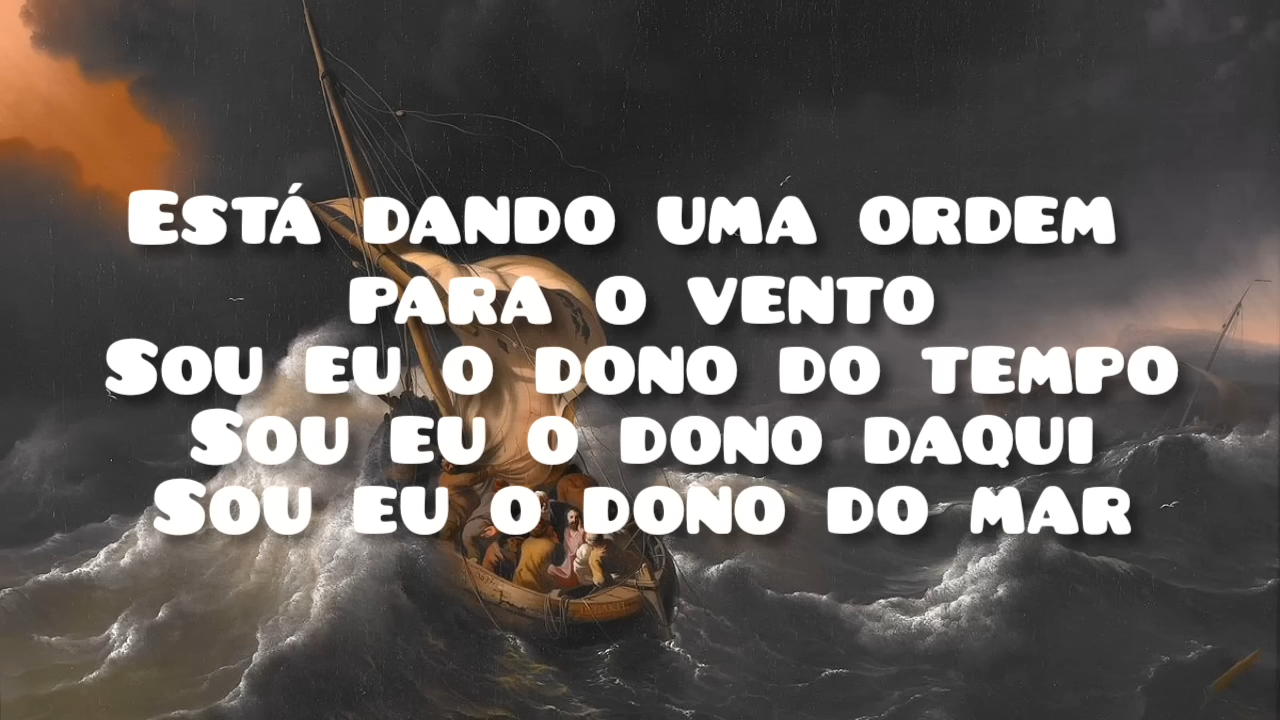 Está dando uma ordem
para o vento
Sou eu o dono do tempo
Sou eu o dono daqui
Sou eu o dono do mar